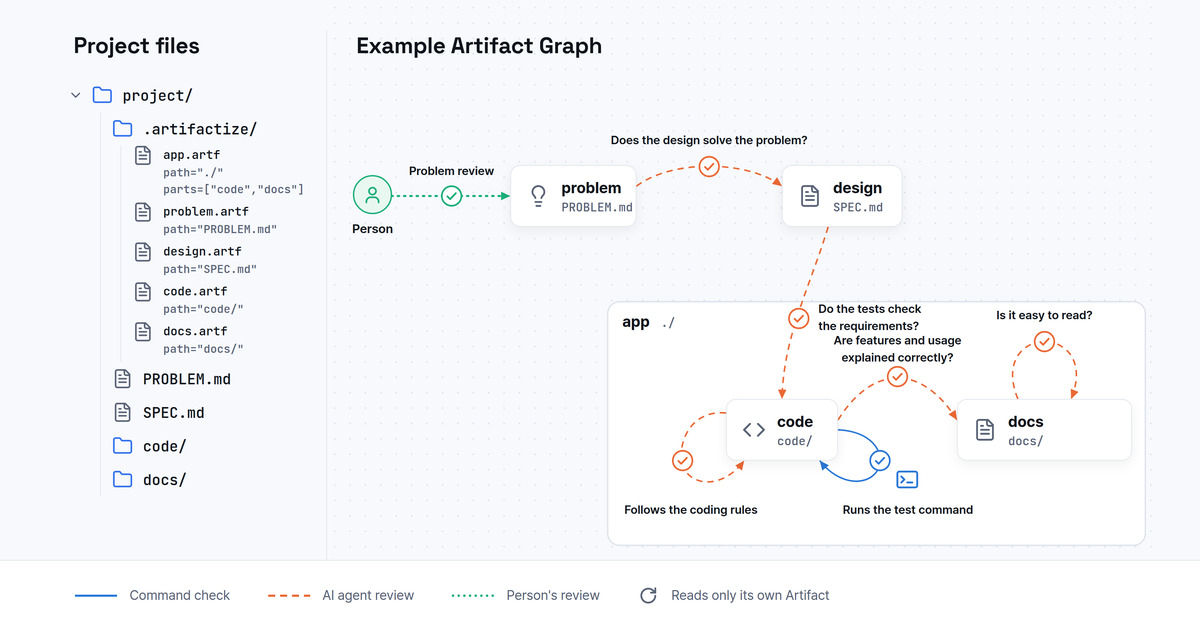 Project files
project/
.artifactize/
app.artf
path="./"
parts=["code","docs"]
problem.artf
path="PROBLEM.md"
design.artf
path="SPEC.md"
code.artf
path="code/"
docs.artf
path="docs/"
PROBLEM.md
SPEC.md
code/
docs/
Example Artifact Graph
Does the design solve the problem?
Problem review
Person
problem
PROBLEM.md
design
SPEC.md
app ./
Do the tests check
the requirements?
Are features and usage
explained correctly?
Is it easy to read?
code
code/
docs
docs/
Follows the coding rules
Runs the test command
Command check
AI agent review
Person's review
Reads only its own Artifact